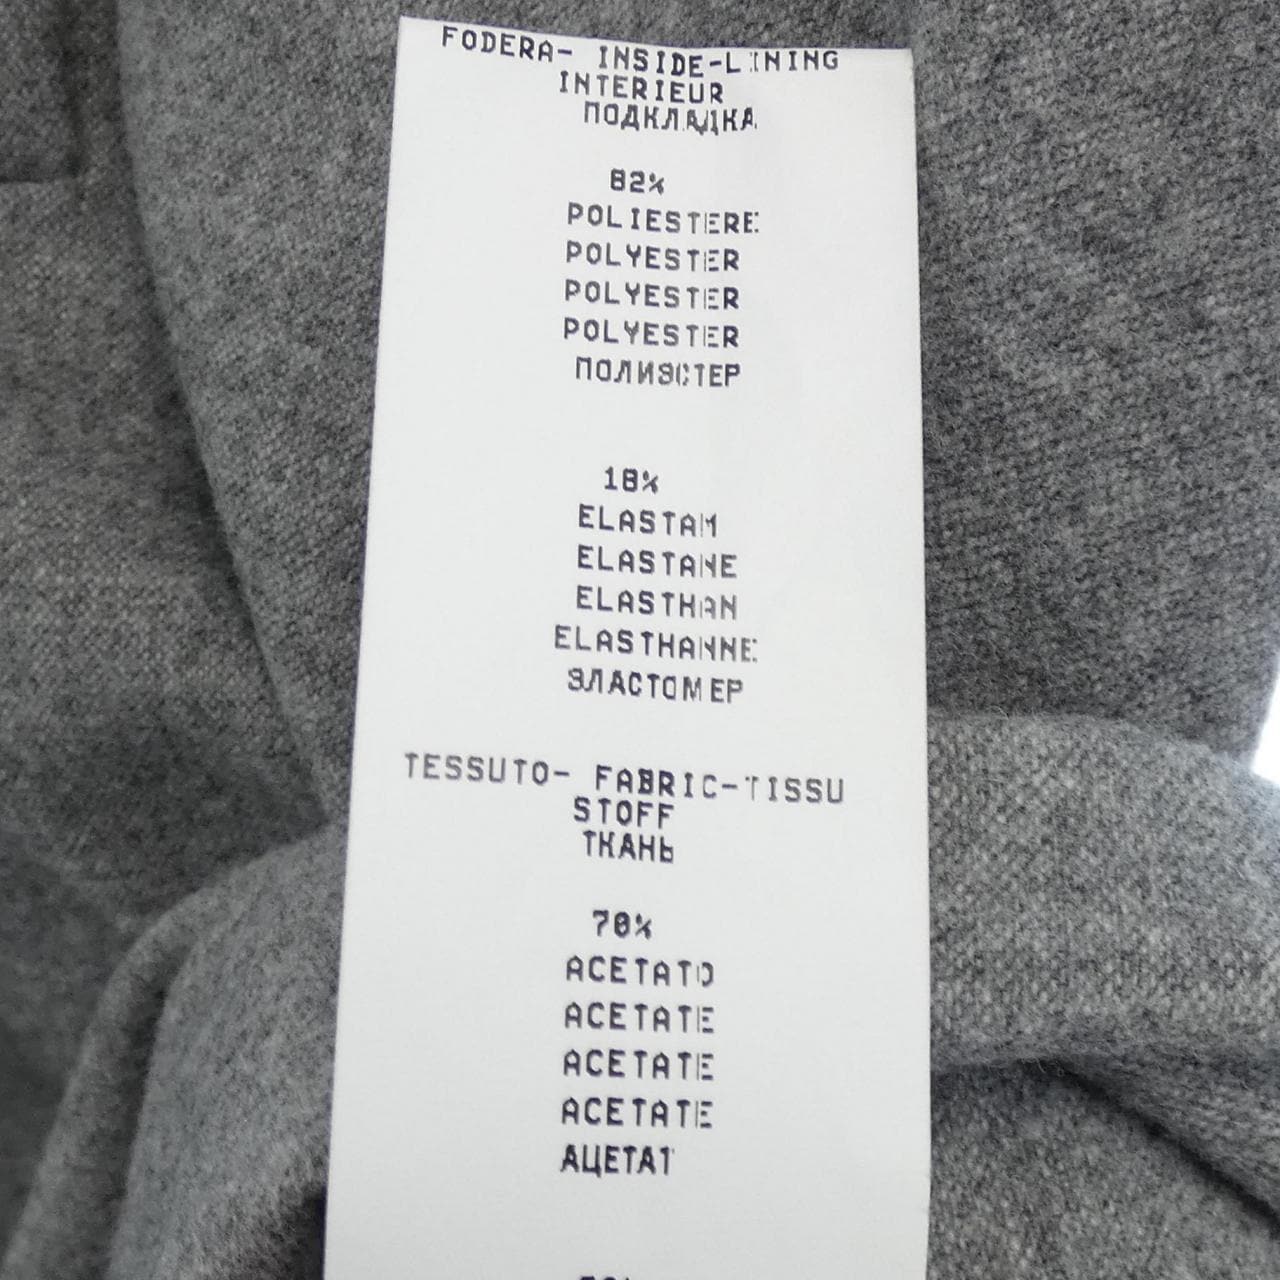 FODERA- INSIDE-LINING
INTERIEUR
ПОДКЛАДКА
82%
POLIESTERE
POLYESTER
POLYESTER
POLYESTER
ПОЛИЭСТЕР
18%
ELASTAM
ELASTANE
ELASTHAN
ELASTHANNE
ЭЛАСТОМЕР
TESSUTO- FABRIC-TISSU
STOFF
ТКАНЬ
70%
ACETATO
ACETATE
ACETATE
ACETATE
АЦЕТАТ